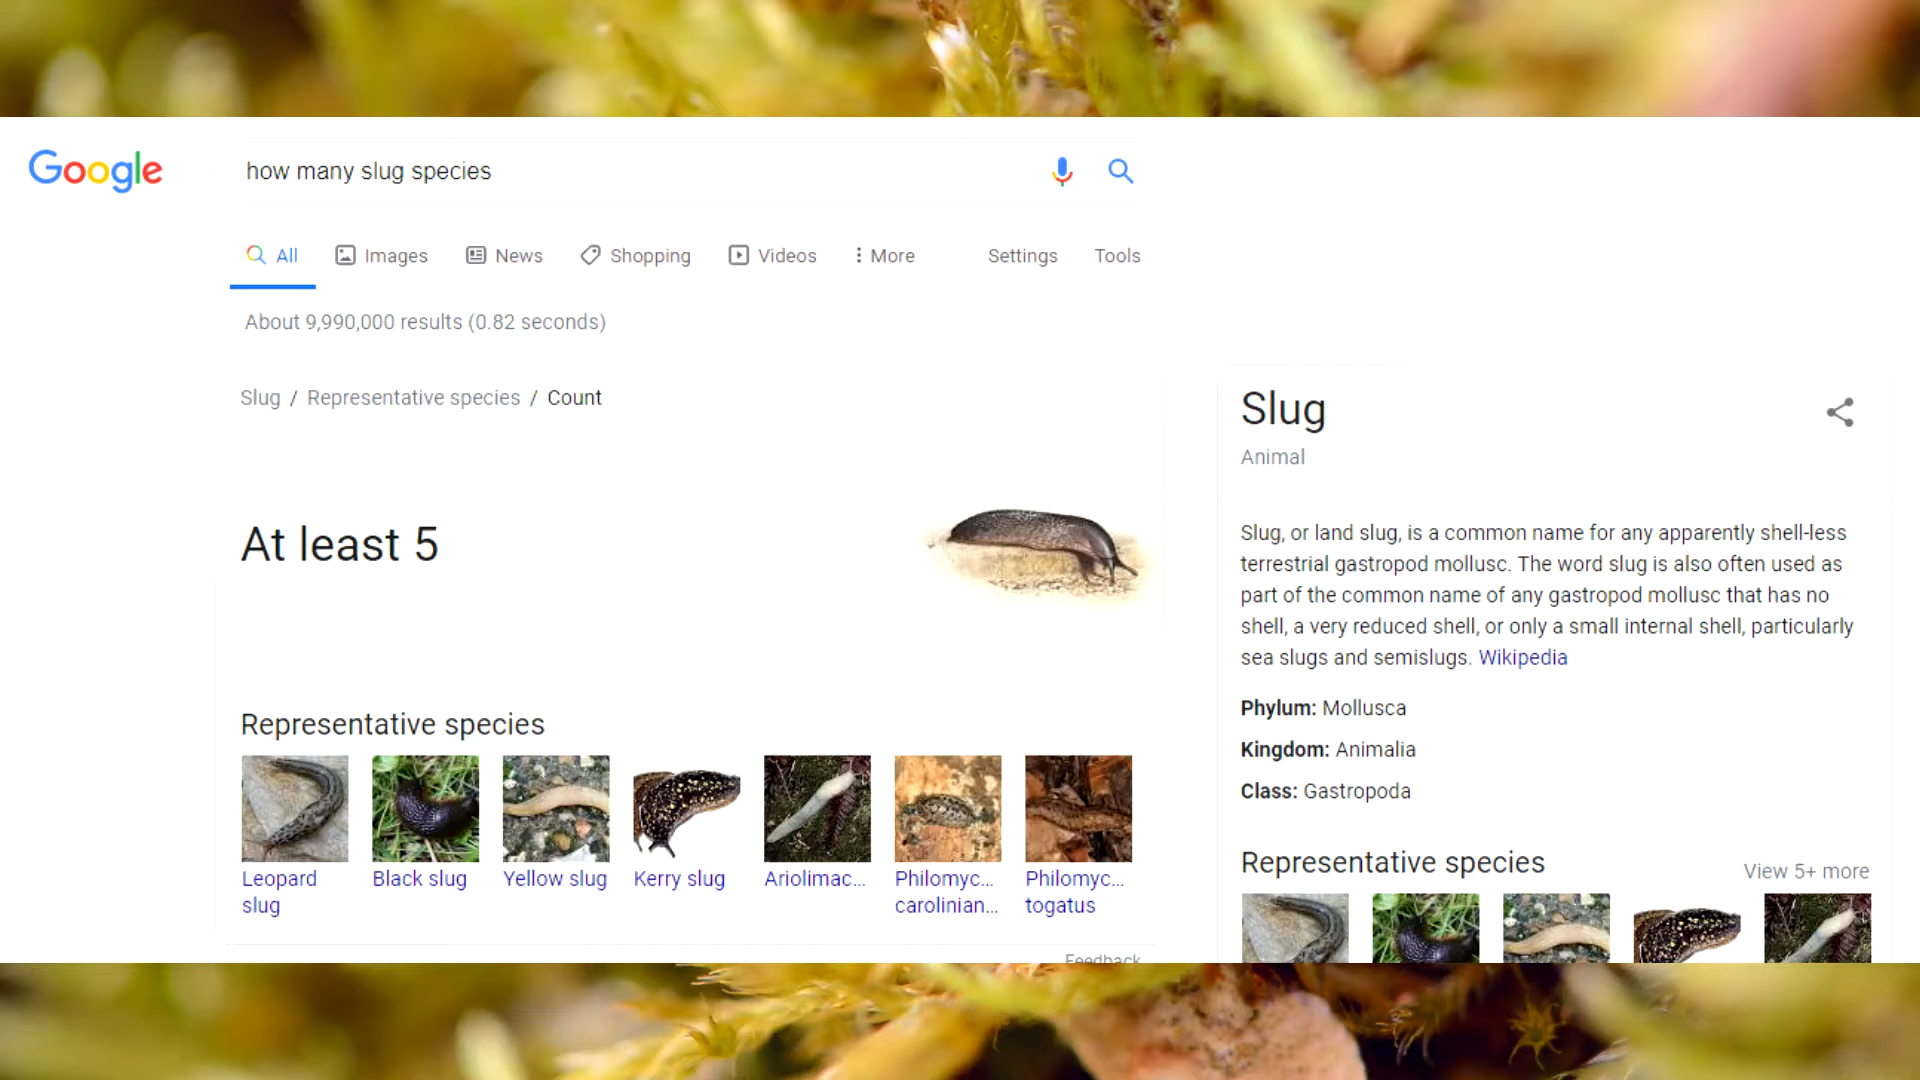 Google
how many slug species
All Images News Shopping Videos More Settings Tools
About 9,990,000 results (0.82 seconds)
Slug / Representative species / Count
At least 5
Representative species
Leopard slug
Black slug
Yellow slug
Kerry slug
Ariolimac...
Philomyc... carolinian...
Philomyc... togatus
Feedback
Slug
Animal
Slug, or land slug, is a common name for any apparently shell-less
terrestrial gastropod mollusc. The word slug is also often used as
part of the common name of any gastropod mollusc that has no
shell, a very reduced shell, or only a small internal shell, particularly
sea slugs and semislugs. Wikipedia
Phylum: Mollusca
Kingdom: Animalia
Class: Gastropoda
Representative species
View 5+ more